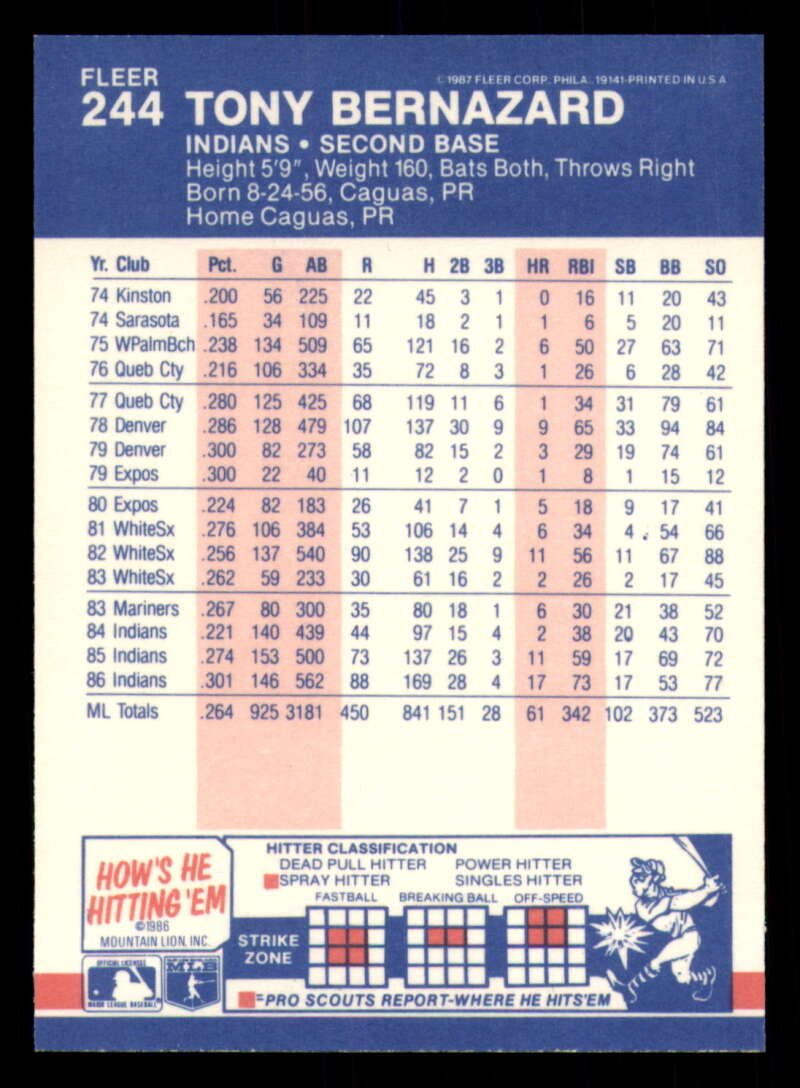 FLEER
© 1987 FLEER CORP. PHILA., 19141-PRINTED IN U.S.A
244 TONY BERNAZARD
INDIANS • SECOND BASE
Height 5'9", Weight 160, Bats Both, Throws Right
Born 8-24-56, Caguas, PR
Home Caguas, PR
Yr. Club Pct. G AB R H 2B 3B HR RBI SB BB SO
74 Kinston .200 56 225 22 45 3 1 0 16 11 20 43
74 Sarasota .165 34 109 11 18 2 1 1 6 5 20 11
75 WPalmBch .238 134 509 65 121 16 2 6 50 27 63 71
76 Queb Cty .216 106 334 35 72 8 3 1 26 6 28 42
77 Queb Cty .280 125 425 68 119 11 6 1 34 31 79 61
78 Denver .286 128 479 107 137 30 9 9 65 33 94 84
79 Denver .300 82 273 58 82 15 2 3 29 19 74 61
79 Expos .300 22 40 11 12 2 0 1 8 1 15 12
80 Expos .224 82 183 26 41 7 1 5 18 9 17 41
81 WhiteSx .276 106 384 53 106 14 4 6 34 4 54 66
82 WhiteSx .256 137 540 90 138 25 9 11 56 11 67 88
83 WhiteSx .262 59 233 30 61 16 2 2 26 2 17 45
83 Mariners .267 80 300 35 80 18 1 6 30 21 38 52
84 Indians .221 140 439 44 97 15 4 2 38 20 43 70
85 Indians .274 153 500 73 137 26 3 11 59 17 69 72
86 Indians .301 146 562 88 169 28 4 17 73 17 53 77
ML Totals .264 925 3181 450 841 151 28 61 342 102 373 523
HOW'S HE
HITTING 'EM
©1986
MOUNTAIN LION, INC.
HITTER CLASSIFICATION
DEAD PULL HITTER POWER HITTER
SPRAY HITTER SINGLES HITTER
FASTBALL BREAKING BALL OFF-SPEED
STRIKE
ZONE
OFFICIAL LICENSEE
MAJOR LEAGUE BASEBALL
=PRO SCOUTS REPORT-WHERE HE HITS'EM